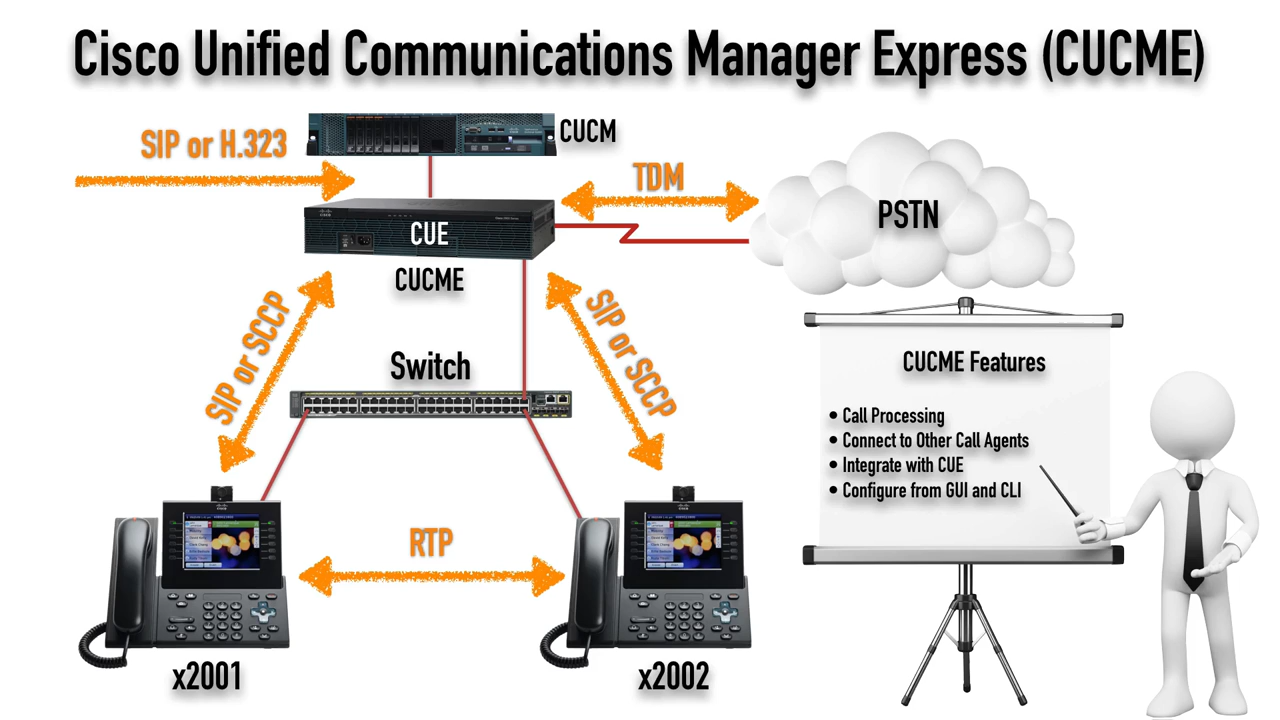 Cisco Unified Communications Manager Express (CUCME)
CUCM
SIP or H.323
TDM
PSTN
CUE
CUCME
SIP or SCCP
SIP or SCCP
Switch
CUCME Features
• Call Processing
• Connect to Other Call Agents
• Integrate with CUE
• Configure from GUI and CLI
RTP
x2001
x2002